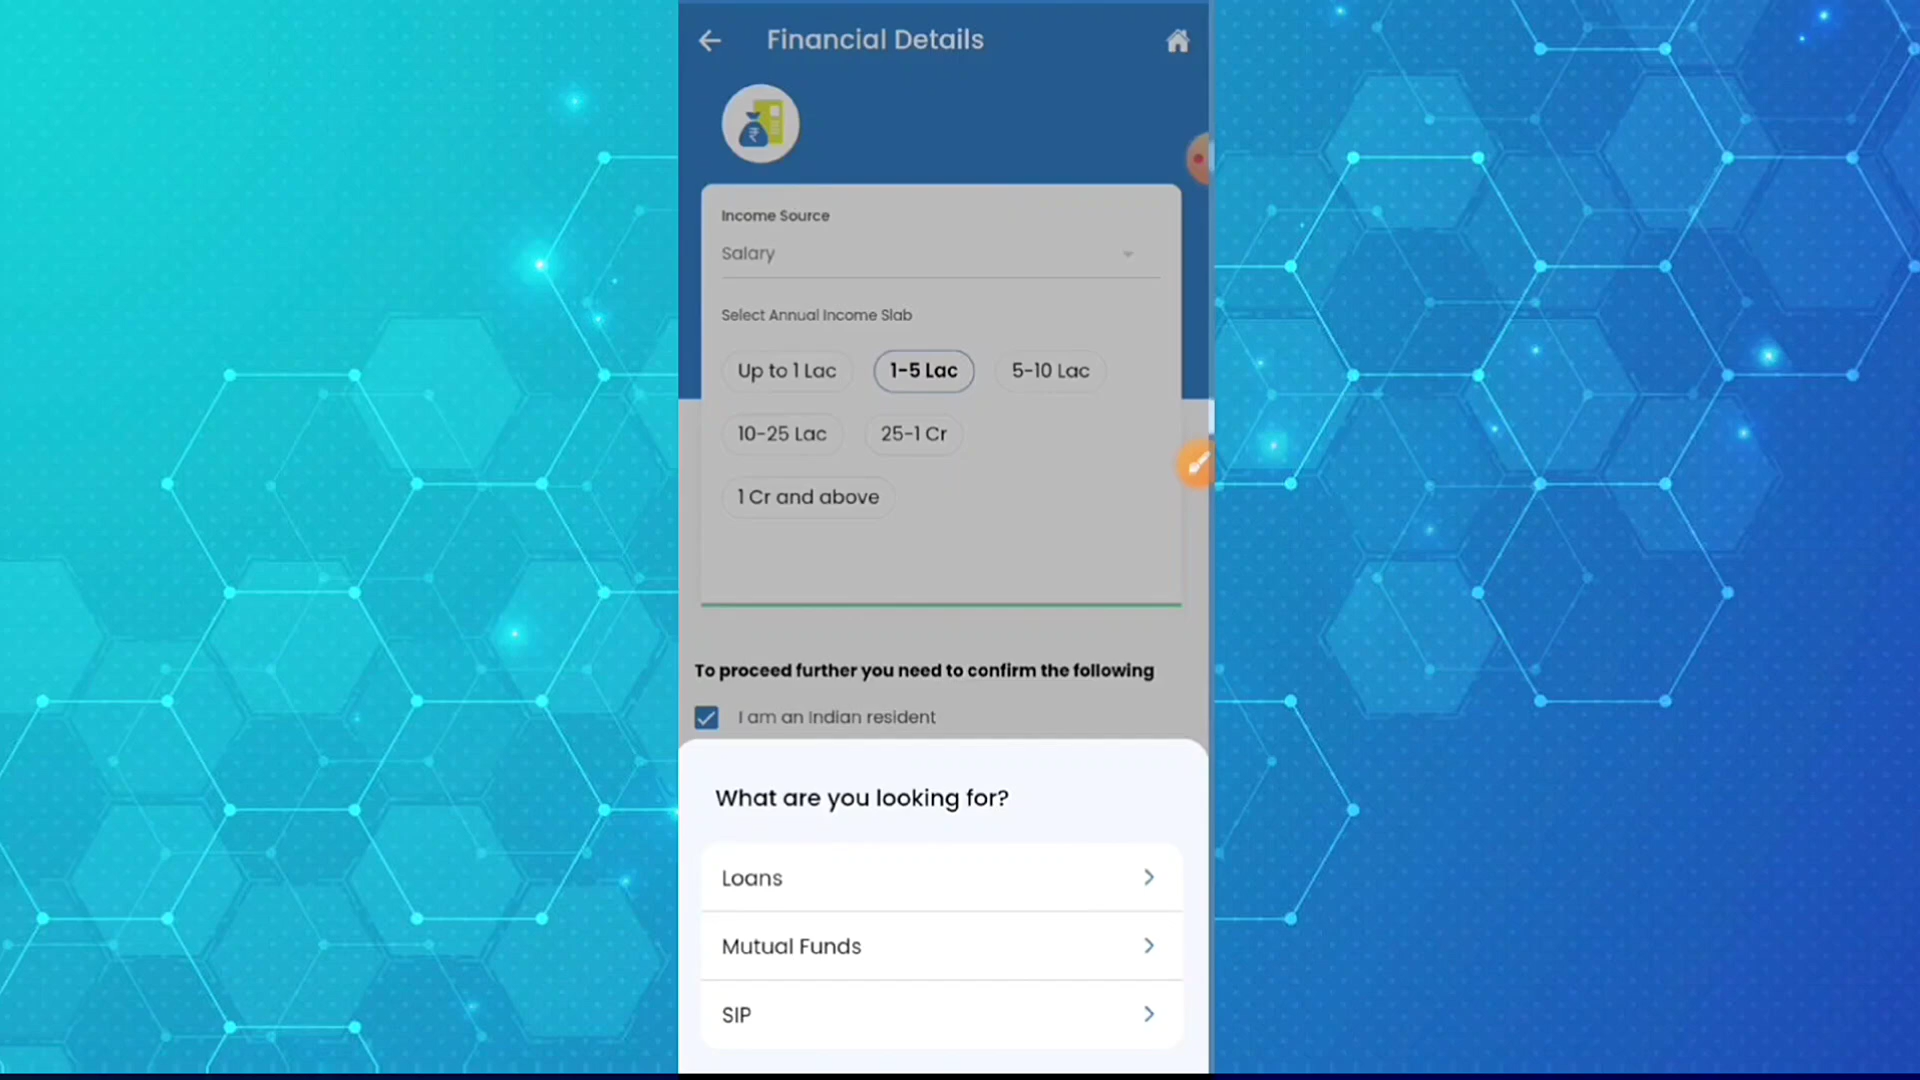 Financial Details
₹
Income Source
Salary
Select Annual Income Slab
Up to 1 Lac 1-5 Lac 5-10 Lac
10-25 Lac 25-1 Cr
1 Cr and above
To proceed further you need to confirm the following
I am an Indian resident
What are you looking for?
Loans
Mutual Funds
SIP